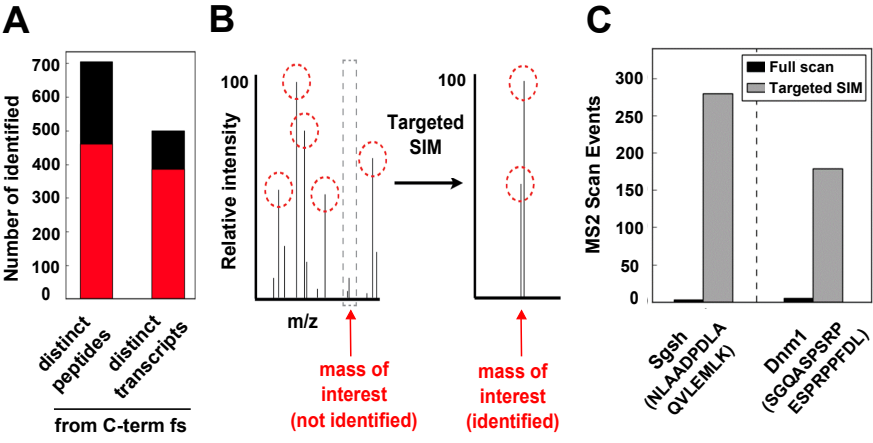 A
Number of identified
700
600
500
400
300
200
100
0
distinct
peptides
distinct
transcripts
from C-term fs
B
Relative intensity
100
m/z
Targeted
SIM
100
mass of
interest
(not identified)
mass of
interest
(identified)
C
MS2 Scan Events
300
250
200
150
100
50
0
Full scan
Targeted SIM
Sgsh
(NLAADPDLA
QVLEMLK)
Dnm1
(SGQASPSRP
ESPRPPFDL)